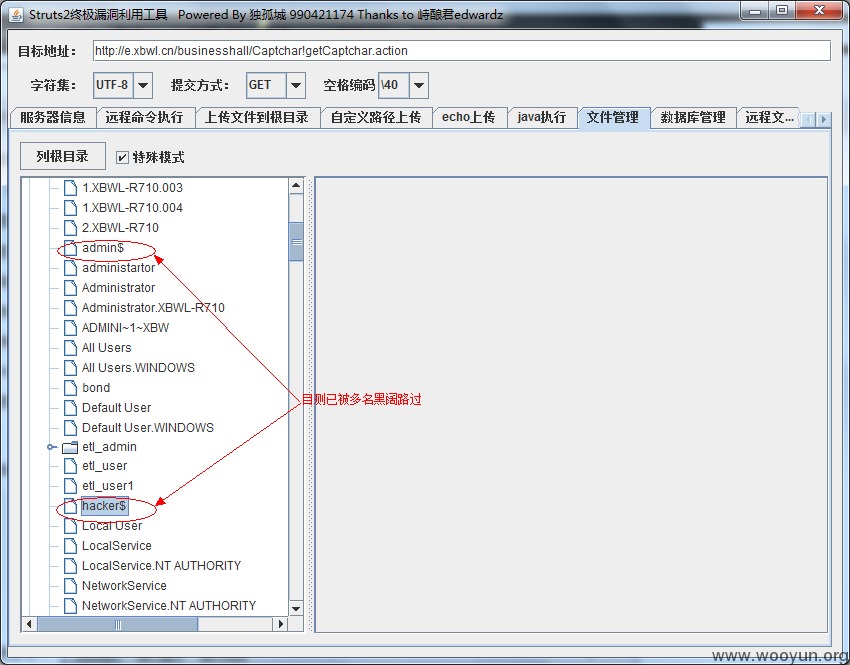 Struts2终极漏洞利用工具 Powered By 独孤城 990421174 Thanks to 峙酿君edwardz
目标地址： http://e.xbwl.cn/businesshall/Captchar!getCaptchar.action
字符集： UTF-8 提交方式： GET 空格编码 \40
服务器信息 远程命令执行 上传文件到根目录 自定义路径上传 echo上传 java执行 文件管理 数据库管理 远程文...
列根目录 特殊模式
1.XBWL-R710.003
1.XBWL-R710.004
2.XBWL-R710
admin$
administartor
Administrator
Administrator.XBWL-R710
ADMINI~1~XBW
All Users
All Users.WINDOWS
bond
Default User
目则已被多名黑阔路过
Default User.WINDOWS
etl_admin
etl_user
etl_user1
hacker$
Local User
LocalService
LocalService.NT AUTHORITY
NetworkService
NetworkService.NT AUTHORITY
www.wooyun.org